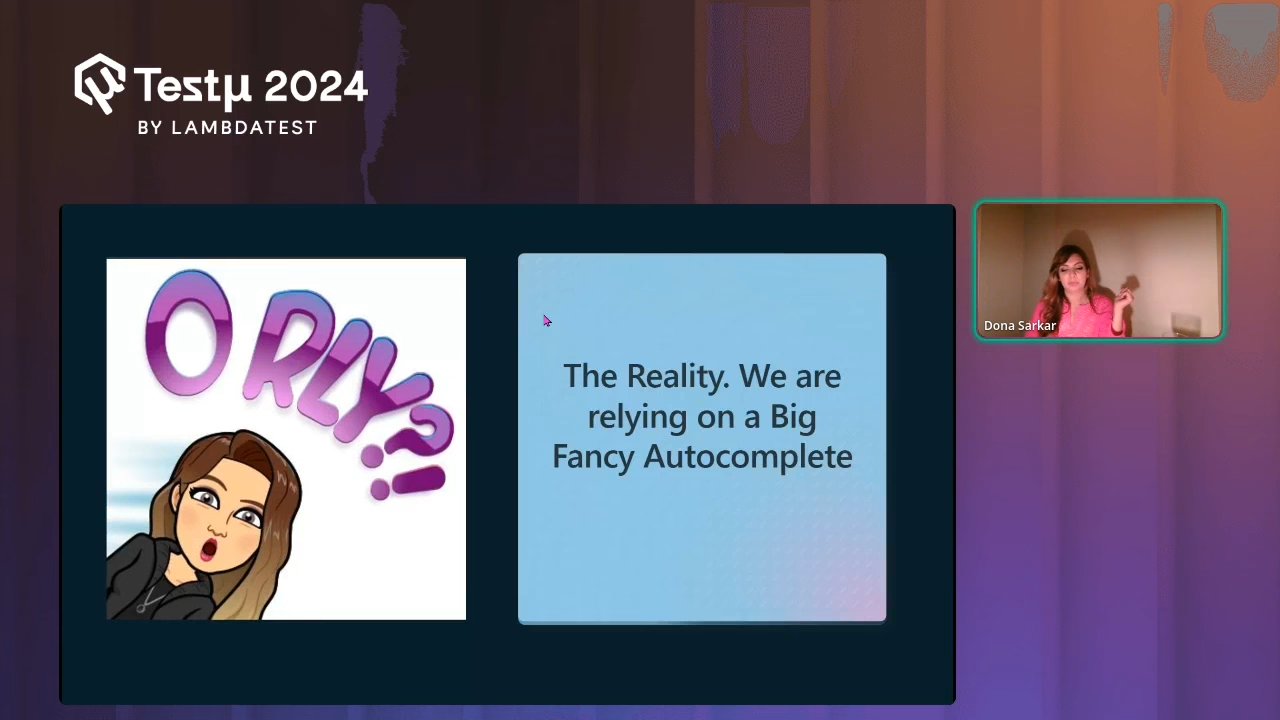 Testμ 2024
BY LAMBDATEST
O RLY?!
The Reality. We are
relying on a Big
Fancy Autocomplete
Dona Sarkar